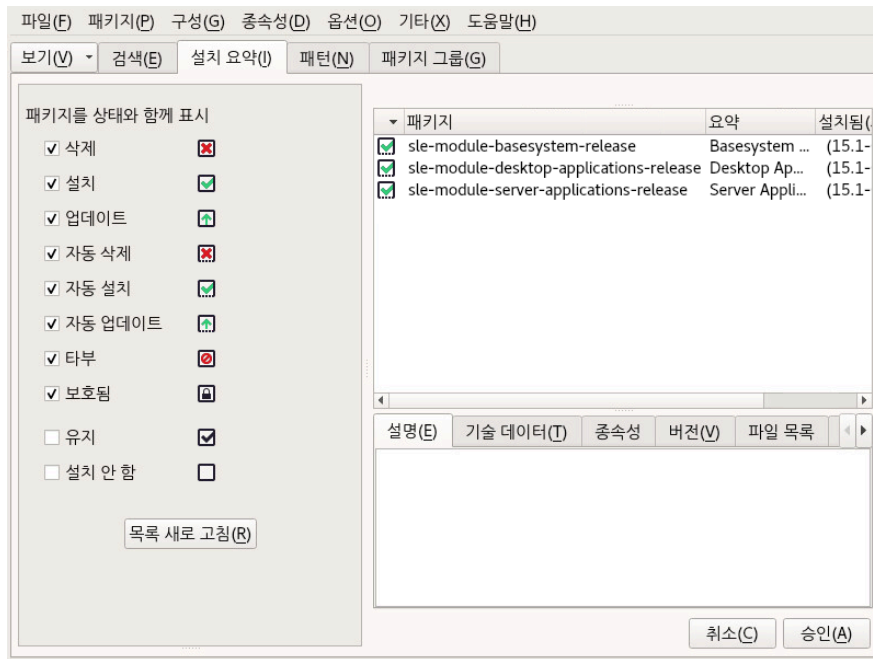 파일(F) 패키지(P) 구성(G) 종속성(D) 옵션(O) 기타(X) 도움말(H)
보기(V) 검색(E) 설치 요약(I) 패턴(N) 패키지 그룹(G)
패키지를 상태와 함께 표시
삭제
설치
업데이트
자동 삭제
자동 설치
자동 업데이트
타부
보호됨
유지
설치 안 함
목록 새로 고침(R)
패키지 요약 설치됨(
sle-module-basesystem-release Basesystem ... (15.1-
sle-module-desktop-applications-release Desktop Ap... (15.1-
sle-module-server-applications-release Server Appli... (15.1-
설명(E) 기술 데이터(T) 종속성 버전(V) 파일 목록
취소(C) 승인(A)